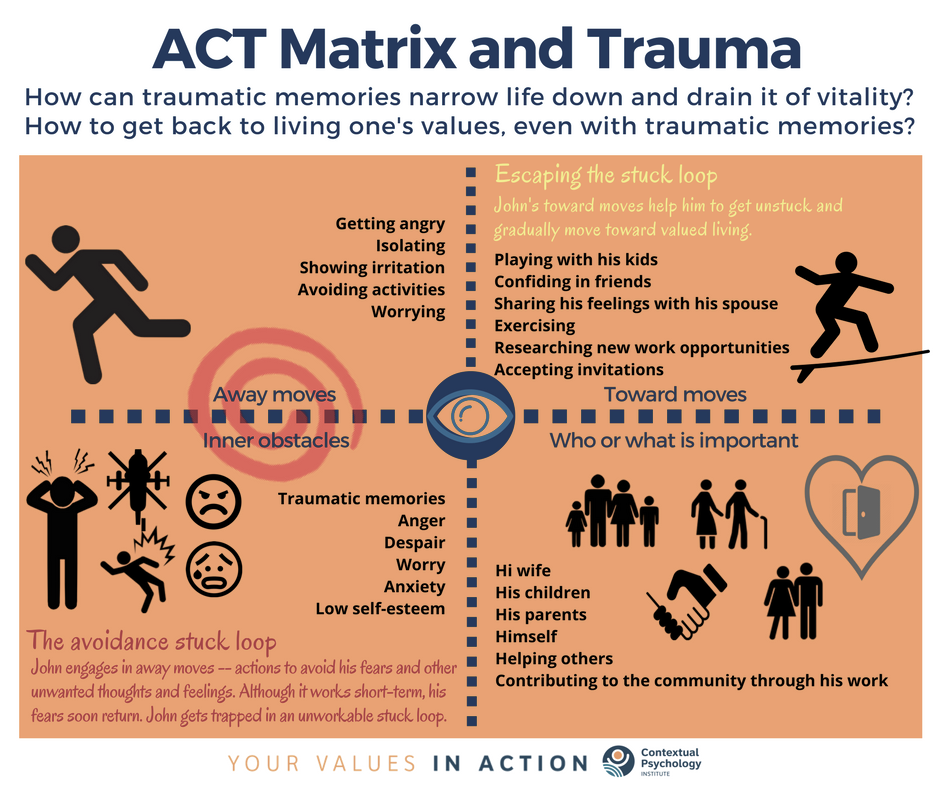 ACT Matrix and Trauma
How can traumatic memories narrow life down and drain it of vitality?
How to get back to living one's values, even with traumatic memories?
Getting angry
Isolating
Showing irritation
Avoiding activities
Worrying
Away moves
Escaping the stuck loop
John's toward moves help him to get unstuck and
gradually move toward valued living.
Playing with his kids
Confiding in friends
Sharing his feelings with his spouse
Exercising
Researching new work opportunities
Accepting invitations
Toward moves
Inner obstacles
Traumatic memories
Anger
Despair
Worry
Anxiety
Low self-esteem
The avoidance stuck loop
John engages in away moves -- actions to avoid his fears and other
unwanted thoughts and feelings. Although it works short-term, his
fears soon return. John gets trapped in an unworkable stuck loop.
Who or what is important
Hi wife
His children
His parents
Himself
Helping others
Contributing to the community through his work
YOUR VALUES IN ACTION
Contextual
Psychology
INSTITUTE